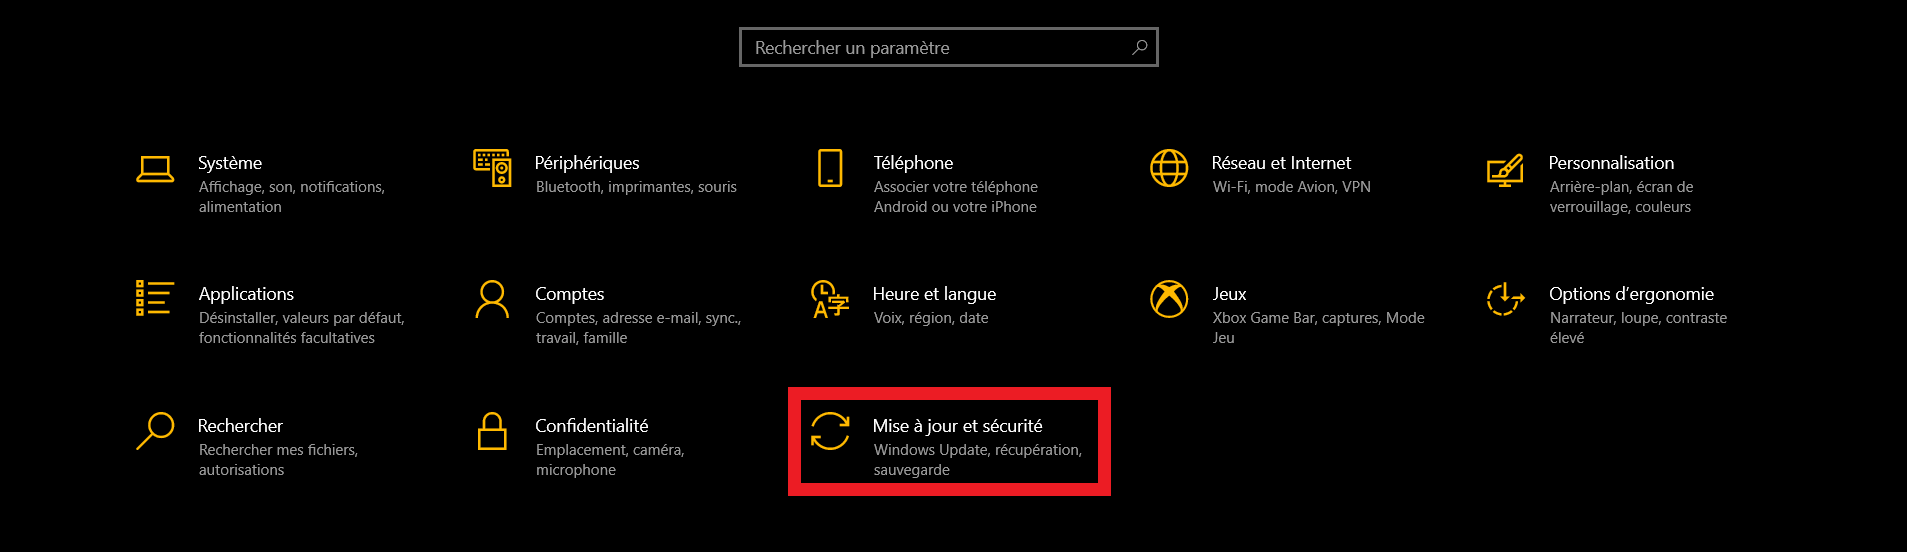 Rechercher un paramètre
Système
Affichage, son, notifications,
alimentation
Périphériques
Bluetooth, imprimantes, souris
Téléphone
Associer votre téléphone
Android ou votre iPhone
Réseau et Internet
Wi-Fi, mode Avion, VPN
Personnalisation
Arrière-plan, écran de
verrouillage, couleurs
Applications
Désinstaller, valeurs par défaut,
fonctionnalités facultatives
Comptes
Comptes, adresse e-mail, sync.,
travail, famille
Heure et langue
Voix, région, date
Jeux
Xbox Game Bar, captures, Mode
Jeu
Options d’ergonomie
Narrateur, loupe, contraste
élevé
Rechercher
Rechercher mes fichiers,
autorisations
Confidentialité
Emplacement, caméra,
microphone
Mise à jour et sécurité
Windows Update, récupération,
sauvegarde